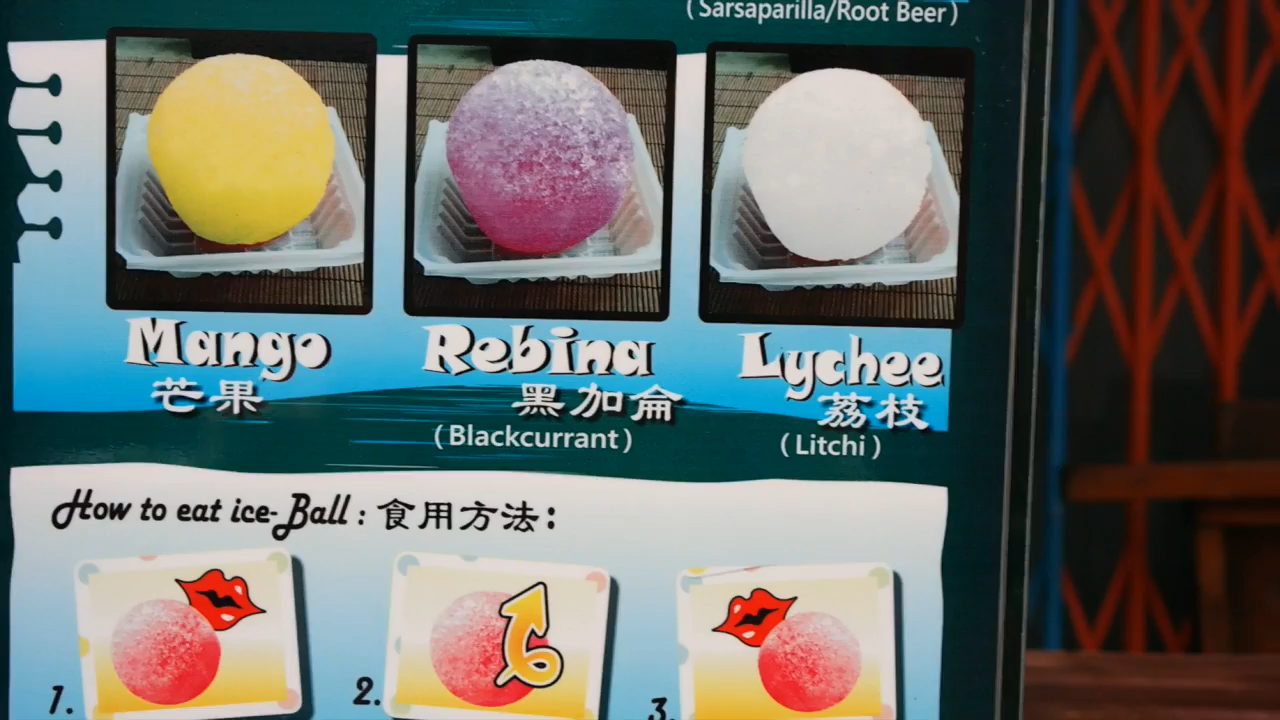 (Sarsaparilla/Root Beer)
Mango
芒果
Rebina
黑加侖
(Blackcurrant)
Lychee
荔枝
(Litchi)
How to eat ice-Ball : 食用方法:
1.
2.
3.